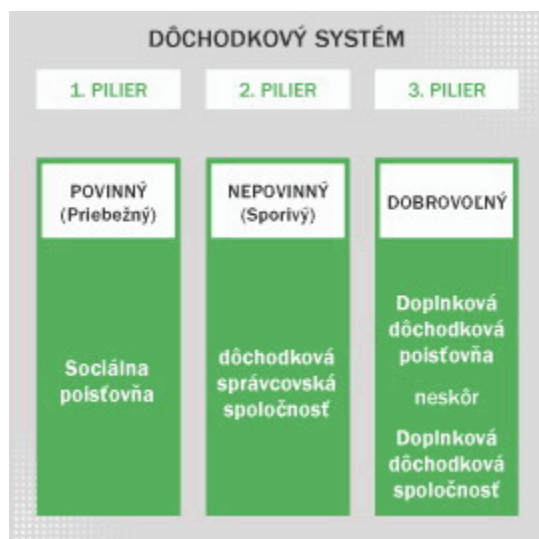 DÔCHODKOVÝ SYSTÉM
1. PILIER
2. PILIER
3. PILIER
POVINNÝ
(Priebežný)
NEPOVINNÝ
(Sporivý)
DOBROVOĽNÝ
Sociálna
poisťovňa
dôchodková
správcovská
spoločnosť
Doplnková
dôchodková
poisťovňa
neskôr
Doplnková
dôchodková
spoločnosť